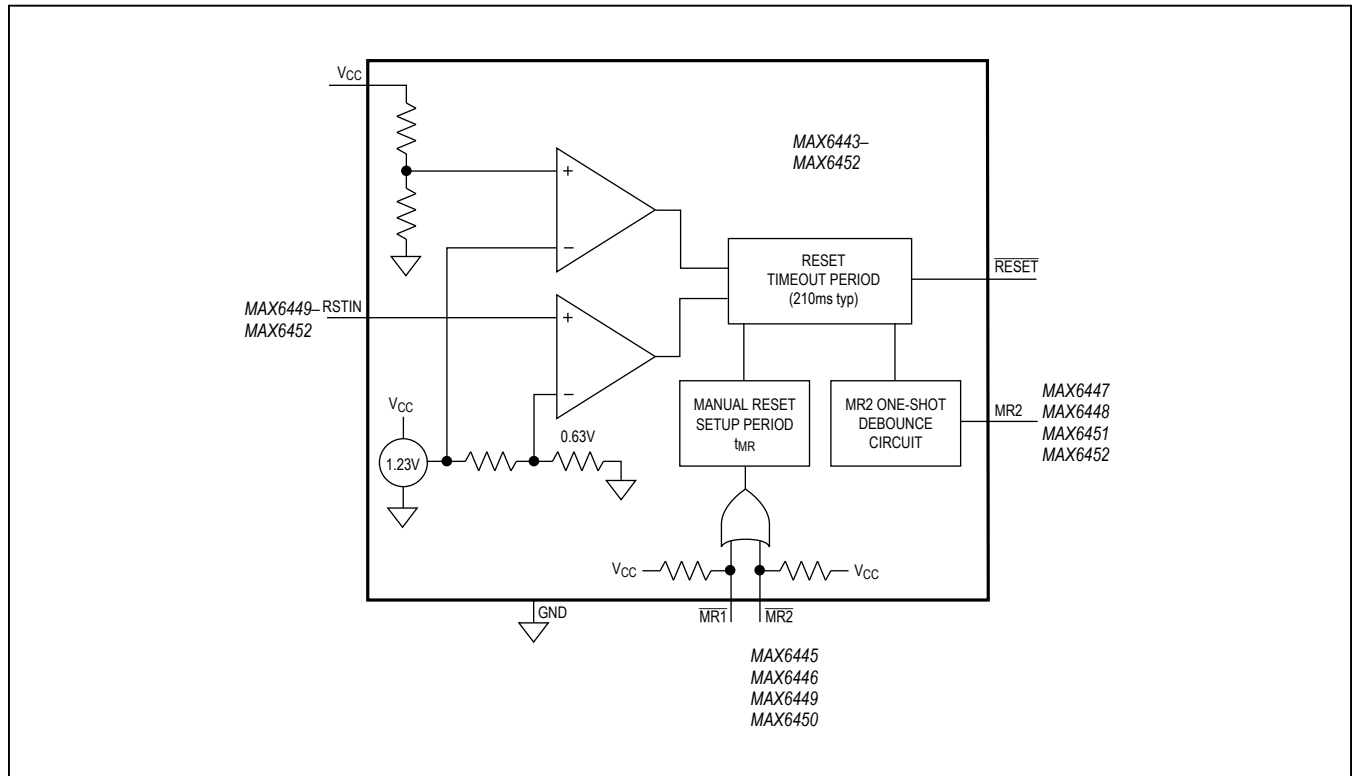 VCC
MAX6443–
MAX6452
+
−
RESET
TIMEOUT PERIOD
(210ms typ)
RESET
MAX6449–
MAX6452
RSTIN
+
−
VCC
1.23V
0.63V
MANUAL RESET
SETUP PERIOD
tMR
MR2 ONE-SHOT
DEBOUNCE
CIRCUIT
MR2
MAX6447
MAX6448
MAX6451
MAX6452
VCC
VCC
GND
MR1
MR2
MAX6445
MAX6446
MAX6449
MAX6450